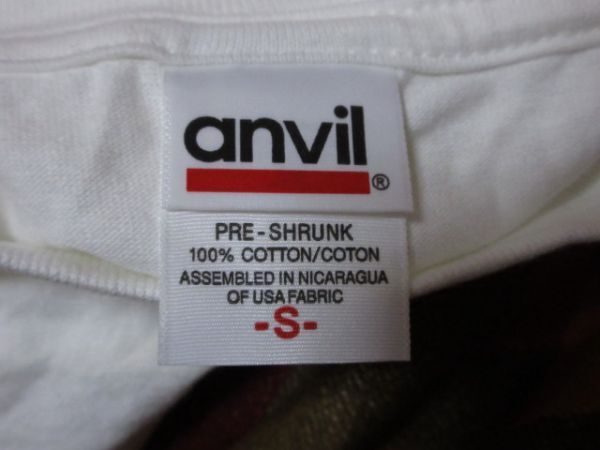 anvil
®
PRE-SHRUNK
100% COTTON/COTON
ASSEMBLED IN NICARAGUA
OF USA FABRIC
-S-